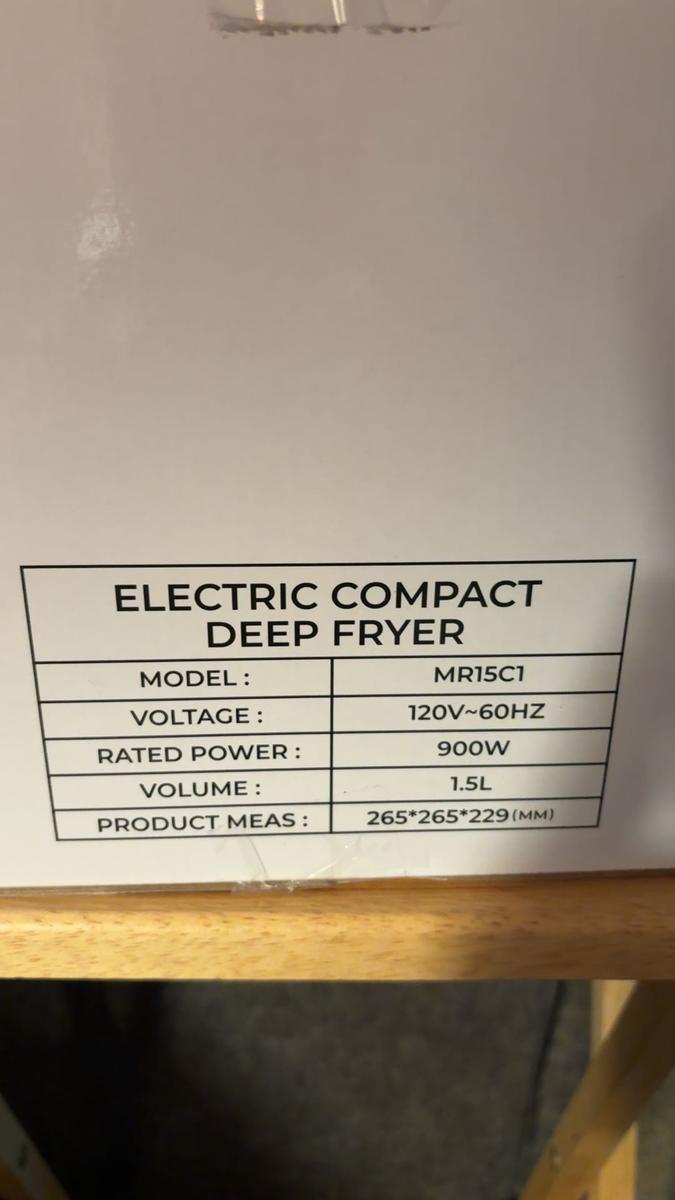 ELECTRIC COMPACT
DEEP FRYER
MODEL : MR15C1
VOLTAGE : 120V~60HZ
RATED POWER : 900W
VOLUME : 1.5L
PRODUCT MEAS : 265*265*229(MM)